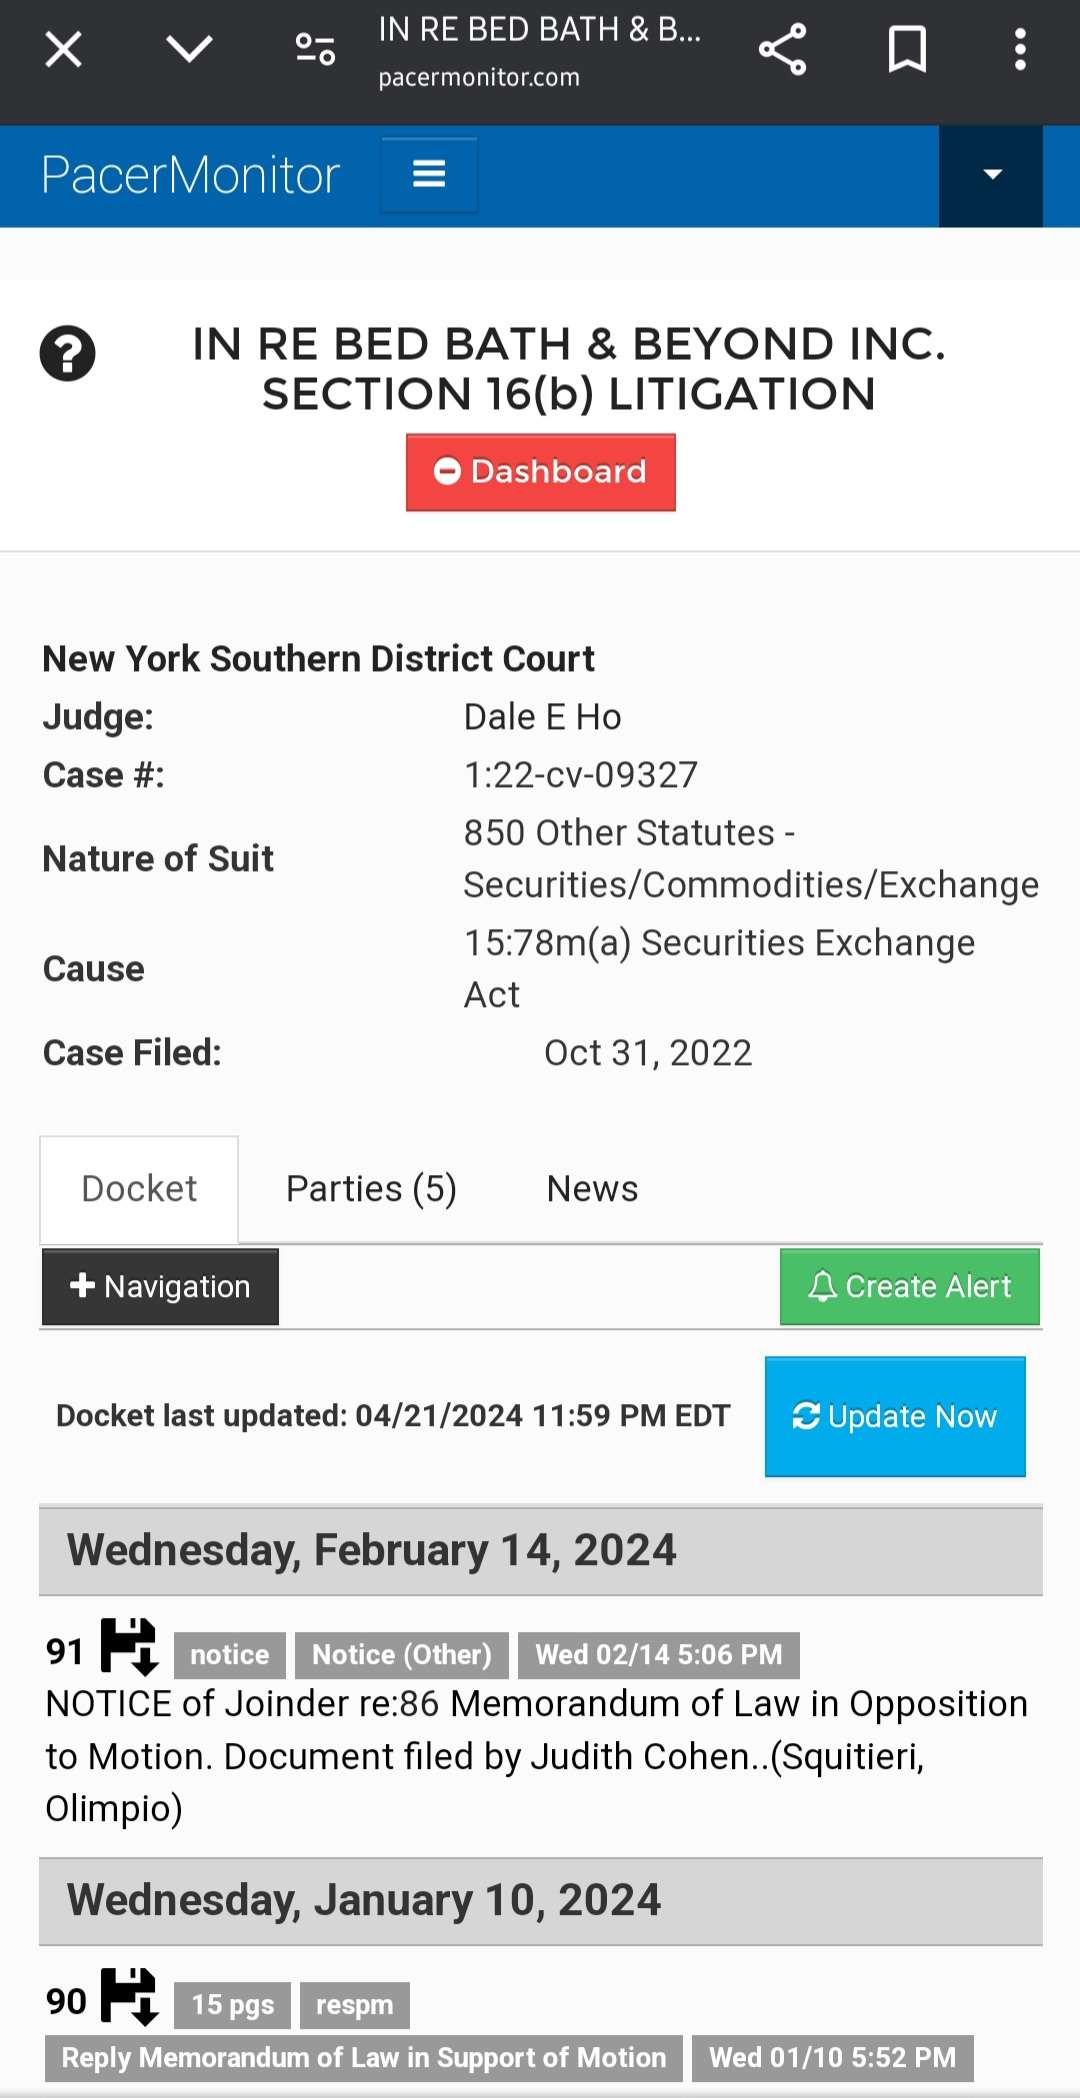 IN RE BED BATH & B...
pacermonitor.com
PacerMonitor
IN RE BED BATH & BEYOND INC.
SECTION 16(b) LITIGATION
Dashboard
New York Southern District Court
Judge: Dale E Ho
Case #: 1:22-cv-09327
Nature of Suit 850 Other Statutes -
Securities/Commodities/Exchange
Cause 15:78m(a) Securities Exchange
Act
Case Filed: Oct 31, 2022
Docket Parties (5) News
Navigation Create Alert
Docket last updated: 04/21/2024 11:59 PM EDT Update Now
Wednesday, February 14, 2024
91 notice Notice (Other) Wed 02/14 5:06 PM
NOTICE of Joinder re:86 Memorandum of Law in Opposition
to Motion. Document filed by Judith Cohen..(Squitieri,
Olimpio)
Wednesday, January 10, 2024
90 15 pgs respm
Reply Memorandum of Law in Support of Motion Wed 01/10 5:52 PM